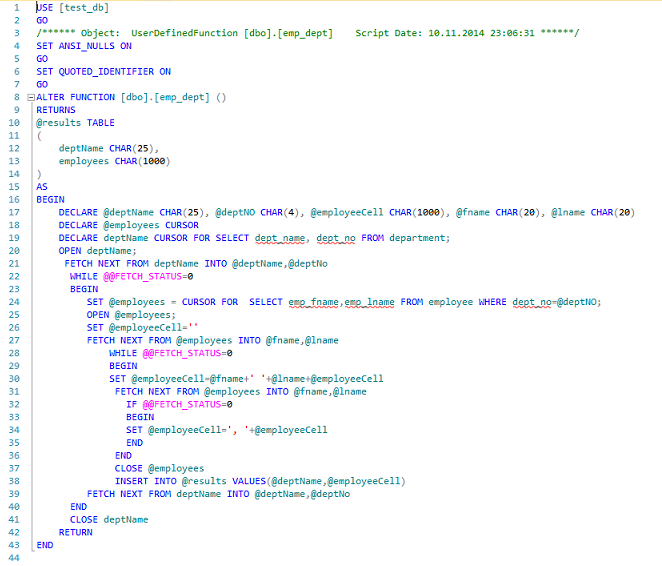 1 USE [test_db]
2 GO
3 /****** Object:  UserDefinedFunction [dbo].[emp_dept]    Script Date: 10.11.2014 23:06:31 ******/
4 SET ANSI_NULLS ON
5 GO
6 SET QUOTED_IDENTIFIER ON
7 GO
8 ALTER FUNCTION [dbo].[emp_dept] ()
9 RETURNS
10 @results TABLE
11 (
12 deptName CHAR(25),
13 employees CHAR(1000)
14 )
15 AS
16 BEGIN
17 DECLARE @deptName CHAR(25), @deptNO CHAR(4), @employeeCell CHAR(1000), @fname CHAR(20), @lname CHAR(20)
18 DECLARE @employees CURSOR
19 DECLARE deptName CURSOR FOR SELECT dept_name, dept_no FROM department;
20 OPEN deptName;
21 FETCH NEXT FROM deptName INTO @deptName,@deptNo
22 WHILE @@FETCH_STATUS=0
23 BEGIN
24 SET @employees = CURSOR FOR  SELECT emp_fname,emp_lname FROM employee WHERE dept_no=@deptNO;
25 OPEN @employees;
26 SET @employeeCell=''
27 FETCH NEXT FROM @employees INTO @fname,@lname
28 WHILE @@FETCH_STATUS=0
29 BEGIN
30 SET @employeeCell=@fname+' '+@lname+@employeeCell
31 FETCH NEXT FROM @employees INTO @fname,@lname
32 IF @@FETCH_STATUS=0
33 BEGIN
34 SET @employeeCell=', '+@employeeCell
35 END
36 END
37 CLOSE @employees
38 INSERT INTO @results VALUES(@deptName,@employeeCell)
39 FETCH NEXT FROM deptName INTO @deptName,@deptNo
40 END
41 CLOSE deptName
42 RETURN
43 END
44